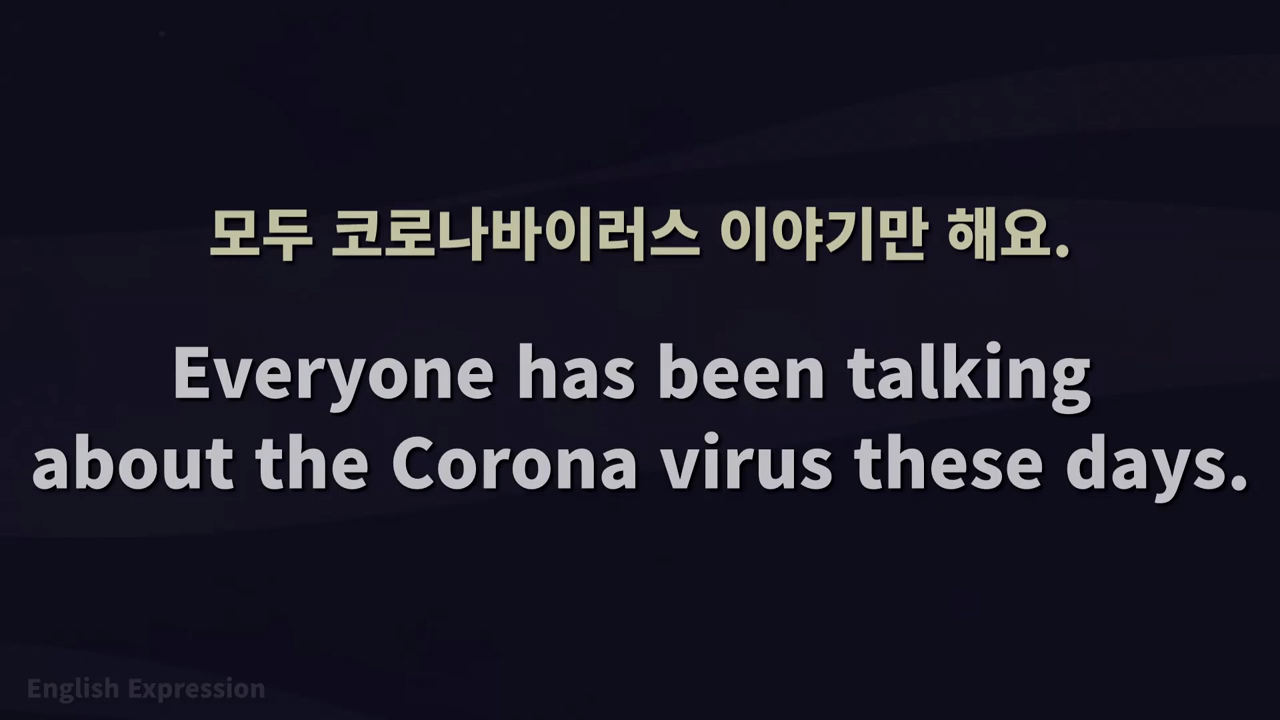 모두 코로나바이러스 이야기만 해요.
Everyone has been talking
about the Corona virus these days.
English Expression